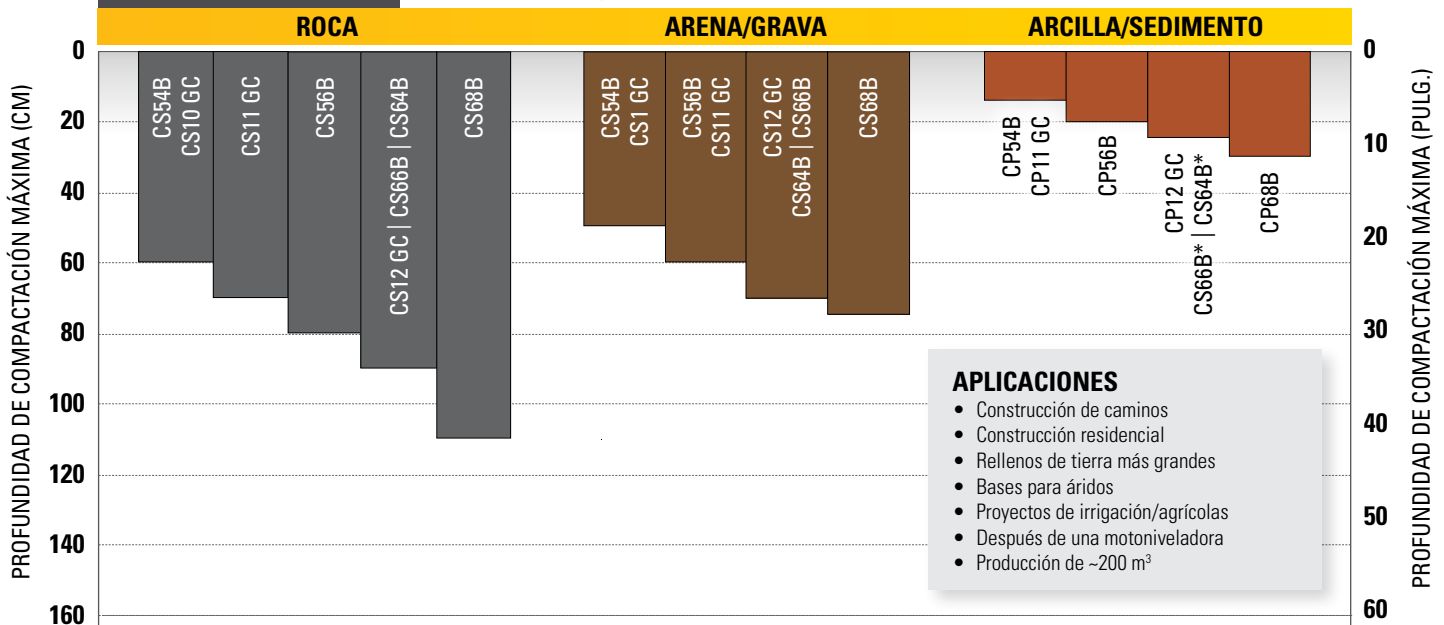 ROCA
ARENA/GRAVA
ARCILLA/SEDIMENTO
PROFUNDIDAD DE COMPACTACIÓN MÁXIMA (CM)
0
20
40
60
80
100
120
140
160
CS54B
CS10 GC
CS11 GC
CS56B
CS12 GC | CS66B | CS64B
CS68B
CS54B
CS1 GC
CS56B
CS11 GC
CS12 GC
CS64B | CS66B
CS68B
CP54B
CP11 GC
CP56B
CP12 GC
CS66B* | CS64B*
CP68B
0
10
20
30
40
50
60
PROFUNDIDAD DE COMPACTACIÓN MÁXIMA (PULG.)
APLICACIONES
• Construcción de caminos
• Construcción residencial
• Rellenos de tierra más grandes
• Bases para áridos
• Proyectos de irrigación/agrícolas
• Después de una motoniveladora
• Producción de ~200 m³